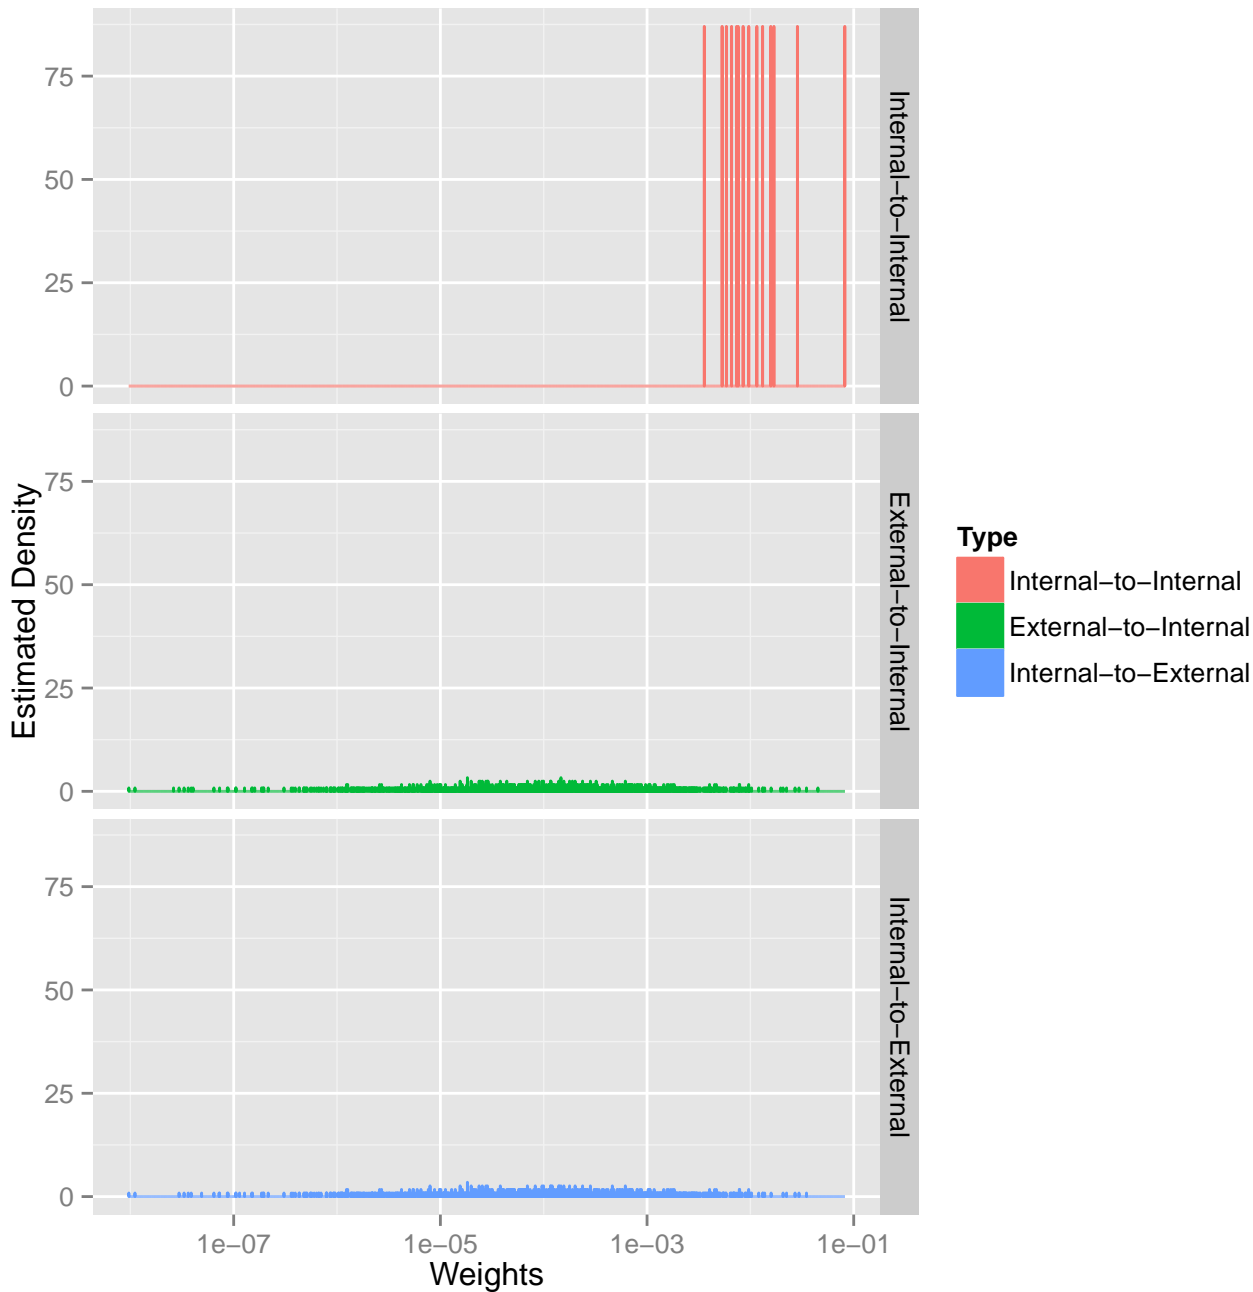 75
50
25
0
Internal−to−Internal
75
50
25
0
External−to−Internal
75
50
25
0
Internal−to−External
Estimated Density
1e−07
1e−05
1e−03
1e−01
Weights
Type
Internal−to−Internal
External−to−Internal
Internal−to−External